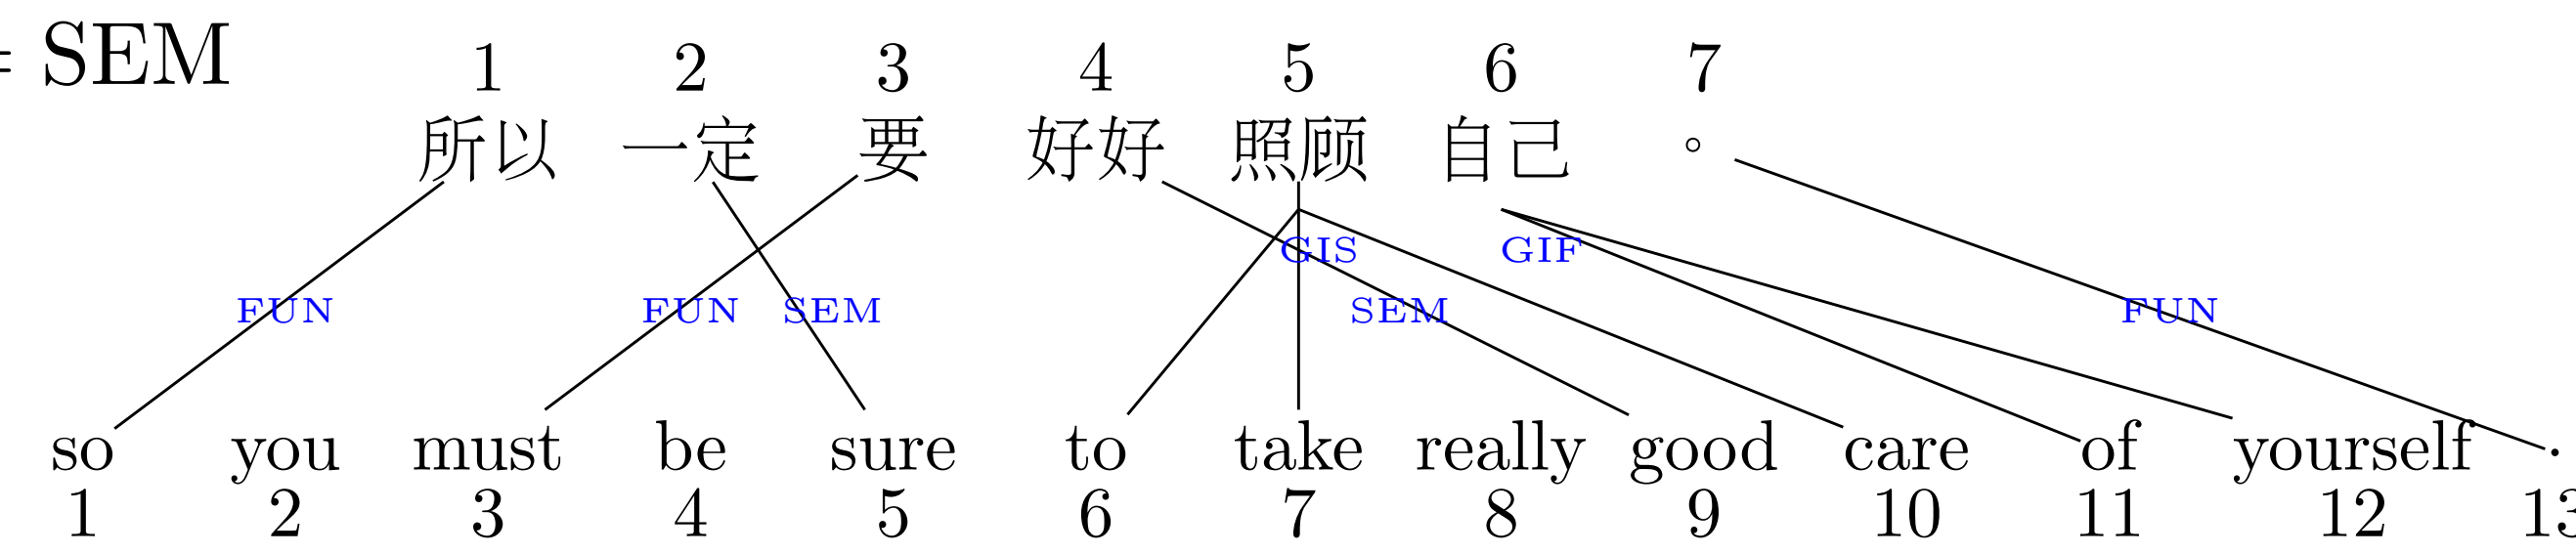 = SEM
1 2 3 4 5 6 7
所以 一定 要 好好 照顾 自己 。
GIS GIF
FUN FUN SEM SEM FUN
so you must be sure to take really good care of yourself .
1 2 3 4 5 6 7 8 9 10 11 12 13